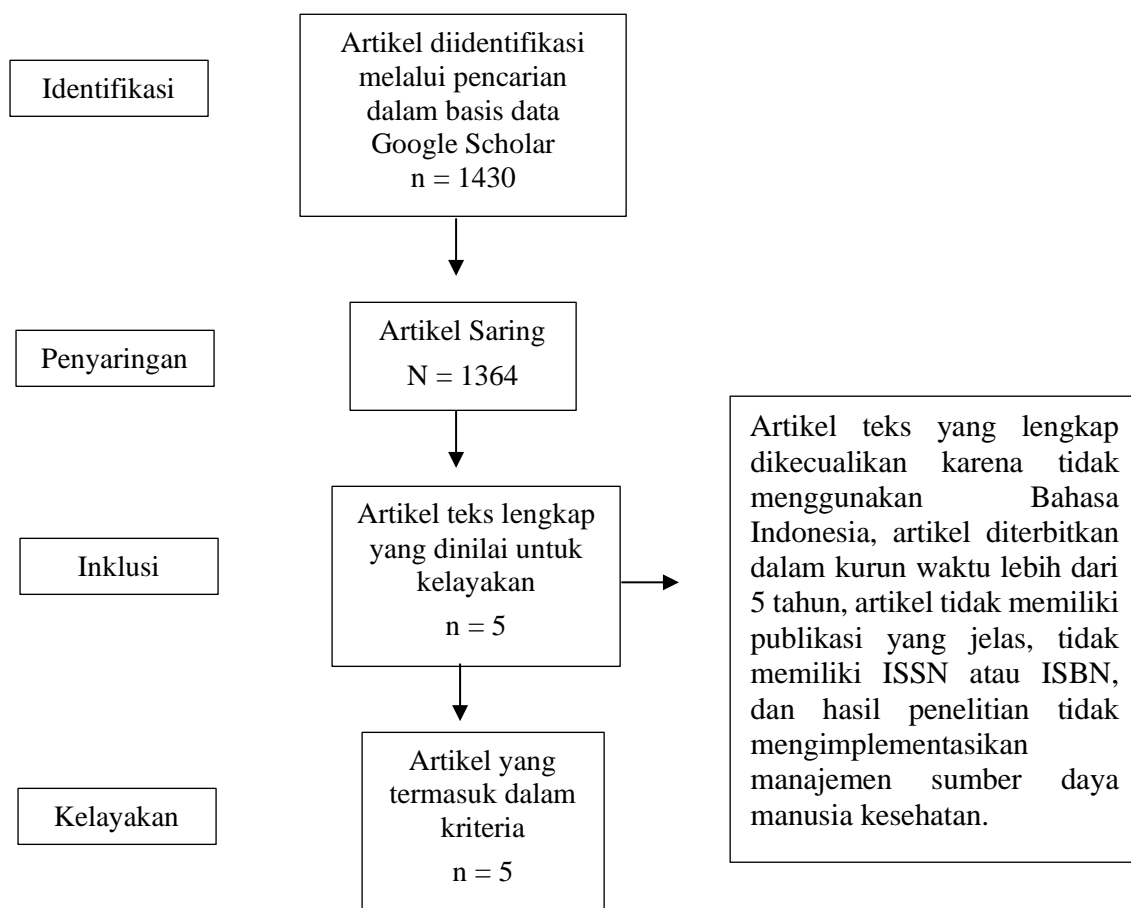 Identifikasi
Artikel diidentifikasi
melalui pencarian
dalam basis data
Google Scholar
n = 1430
Penyaringan
Artikel Saring
N = 1364
Inklusi
Artikel teks lengkap
yang dinilai untuk
kelayakan
n = 5
Artikel teks yang lengkap
dikecualikan karena tidak
menggunakan Bahasa
Indonesia, artikel diterbitkan
dalam kurun waktu lebih dari
5 tahun, artikel tidak memiliki
publikasi yang jelas, tidak
memiliki ISSN atau ISBN,
dan hasil penelitian tidak
mengimplementasikan
manajemen sumber daya
manusia kesehatan.
Kelayakan
Artikel yang
termasuk dalam
kriteria
n = 5